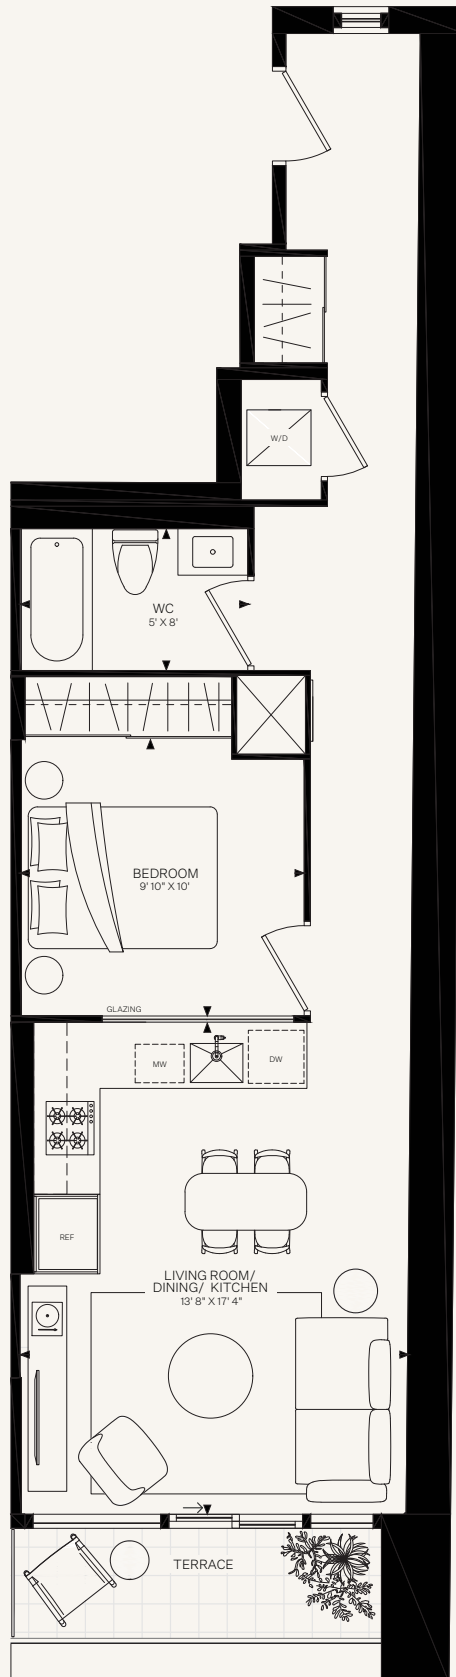 W/D
WC
5' X 8'
BEDROOM
9' 10" X 10'
GLAZING
MW
DW
REF
LIVING ROOM/
DINING/ KITCHEN
13' 8" X 17' 4"
TERRACE